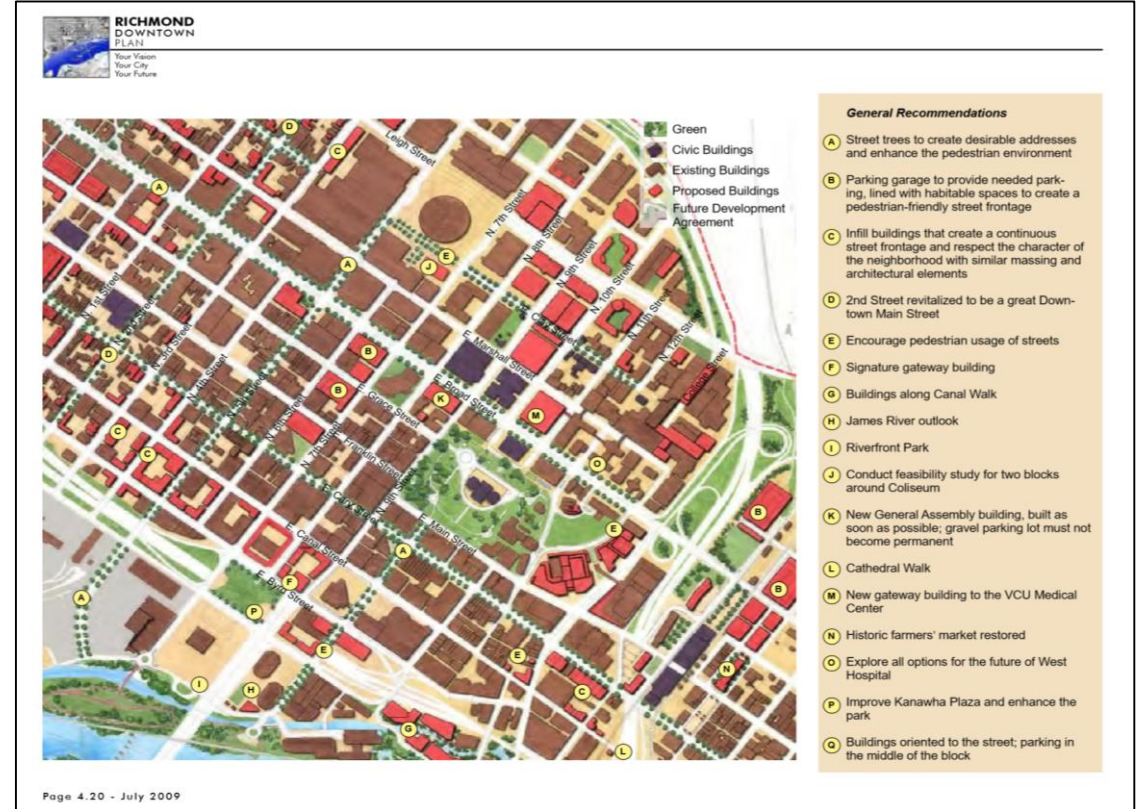 RICHMOND
DOWNTOWN
PLAN
Your Vision
Your City
Your Future
Green
Civic Buildings
Existing Buildings
Proposed Buildings
Future Development
Agreement
Leigh Street
N. 7th Street
N. 8th Street
N. 9th Street
N. 10th Street
N. 11th Street
N. 12th Street
College Street
E. Clay Street
E. Marshall Street
E. Broad Street
E. Grace Street
E. Franklin Street
E. Main Street
E. Cary Street
E. Canal Street
E. Byrd Street
N. 1st Street
N. 3rd Street
N. 4th Street
N. 5th Street
N. 6th Street
N. 7th Street
N. 9th Street
D
C
A
A
E
J
B
B
K
M
D
C
C
O
E
B
A
F
P
A
E
E
B
N
I
H
C
G
L
General Recommendations
A Street trees to create desirable addresses
and enhance the pedestrian environment
B Parking garage to provide needed park-
ing, lined with habitable spaces to create a
pedestrian-friendly street frontage
C Infill buildings that create a continuous
street frontage and respect the character of
the neighborhood with similar massing and
architectural elements
D 2nd Street revitalized to be a great Down-
town Main Street
E Encourage pedestrian usage of streets
F Signature gateway building
G Buildings along Canal Walk
H James River outlook
I Riverfront Park
J Conduct feasibility study for two blocks
around Coliseum
K New General Assembly building, built as
soon as possible; gravel parking lot must not
become permanent
L Cathedral Walk
M New gateway building to the VCU Medical
Center
N Historic farmers' market restored
O Explore all options for the future of West
Hospital
P Improve Kanawha Plaza and enhance the
park
Q Buildings oriented to the street; parking in
the middle of the block
Page 4.20 - July 2009